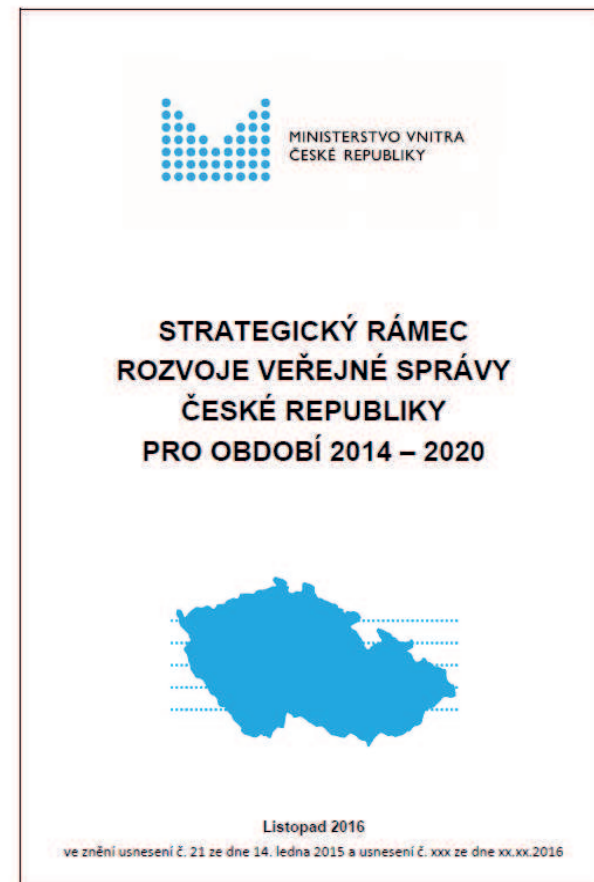 MINISTERSTVO VNITRA
ČESKÉ REPUBLIKY
STRATEGICKÝ RÁMEC
ROZVOJE VEŘEJNÉ SPRÁVY
ČESKÉ REPUBLIKY
PRO OBDOBÍ 2014 – 2020
Listopad 2016
ve znění usnesení č. 21 ze dne 14. ledna 2015 a usnesení č. xxx ze dne xx.xx.2016